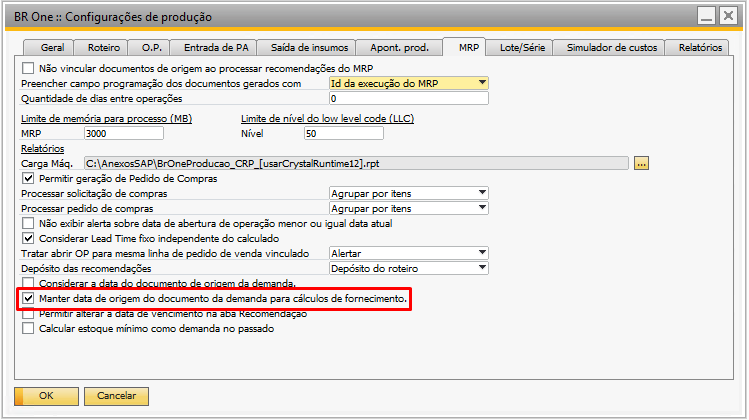 BR One :: Configurações de produção
Geral Roteiro O.P. Entrada de PA Saída de insumos Apont. prod. MRP Lote/Série Simulador de custos Relatórios
Não vincular documentos de origem ao processar recomendações do MRP
Preencher campo programação dos documentos gerados com Id da execução do MRP
Quantidade de dias entre operações 0
Limite de memória para processo (MB) Limite de nível do low level code (LLC)
MRP 3000 Nível 50
Relatórios
Carga Máq. C:\AnexosSAP\BrOneProducao_CRP_[usarCrystalRuntime12].rpt ...
Permitir geração de Pedido de Compras
Processar solicitação de compras Agrupar por itens
Processar pedido de compras Agrupar por itens
Não exibir alerta sobre data de abertura de operação menor ou igual data atual
Considerar Lead Time fixo independente do calculado
Tratar abrir OP para mesma linha de pedido de venda vinculado Alertar
Depósito das recomendações Depósito do roteiro
Considerar a data do documento de origem da demanda.
Manter data de origem do documento da demanda para cálculos de fornecimento.
Permitir alterar a data de vencimento na aba Recomendação
Calcular estoque mínimo como demanda no passado
OK Cancelar